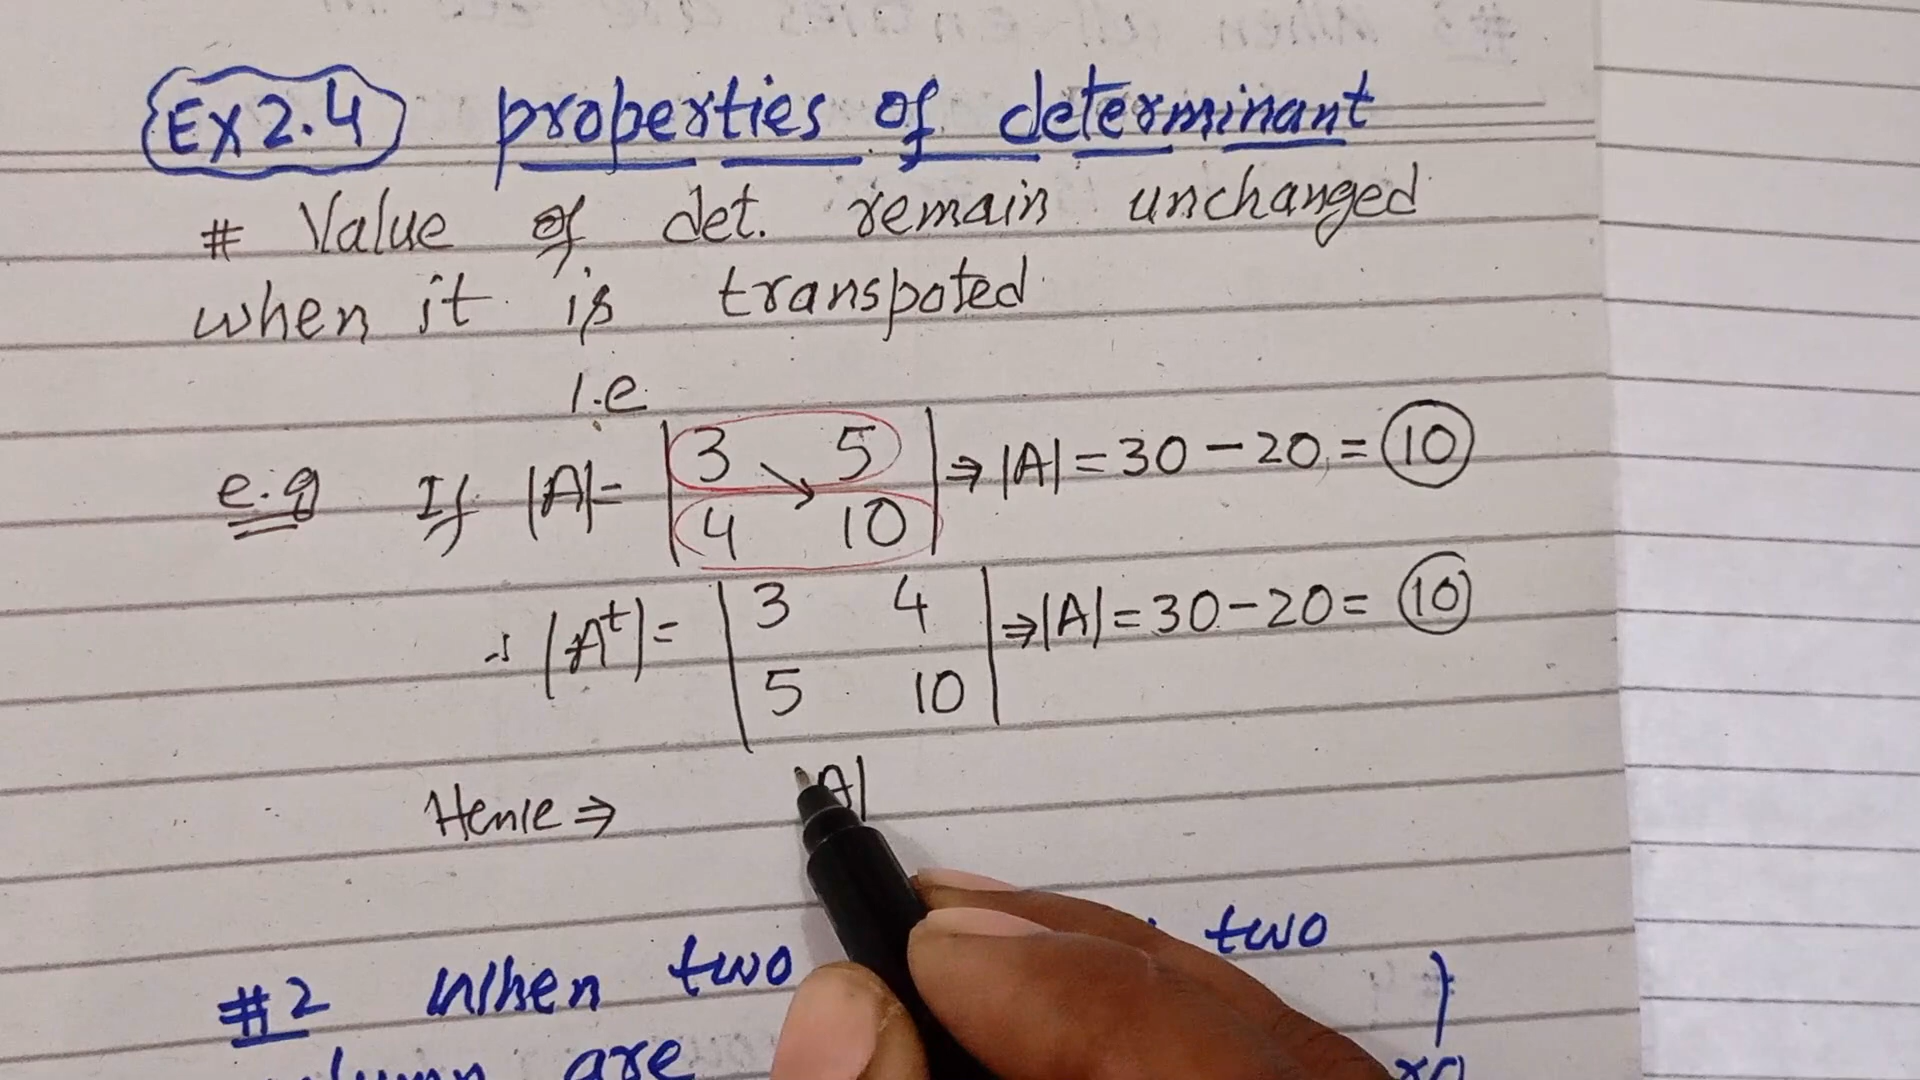 Ex 2.4 properties of determinant
# Value of det. remain unchanged
when it is transpoted
i.e
e.g If |A|= | 3 5 | ⇒ |A| = 30 - 20 = 10
4 10
|A^t| = | 3 4 | ⇒ |A| = 30 - 20 = 10
5 10
Hence ⇒ A|
#2 When two two
are